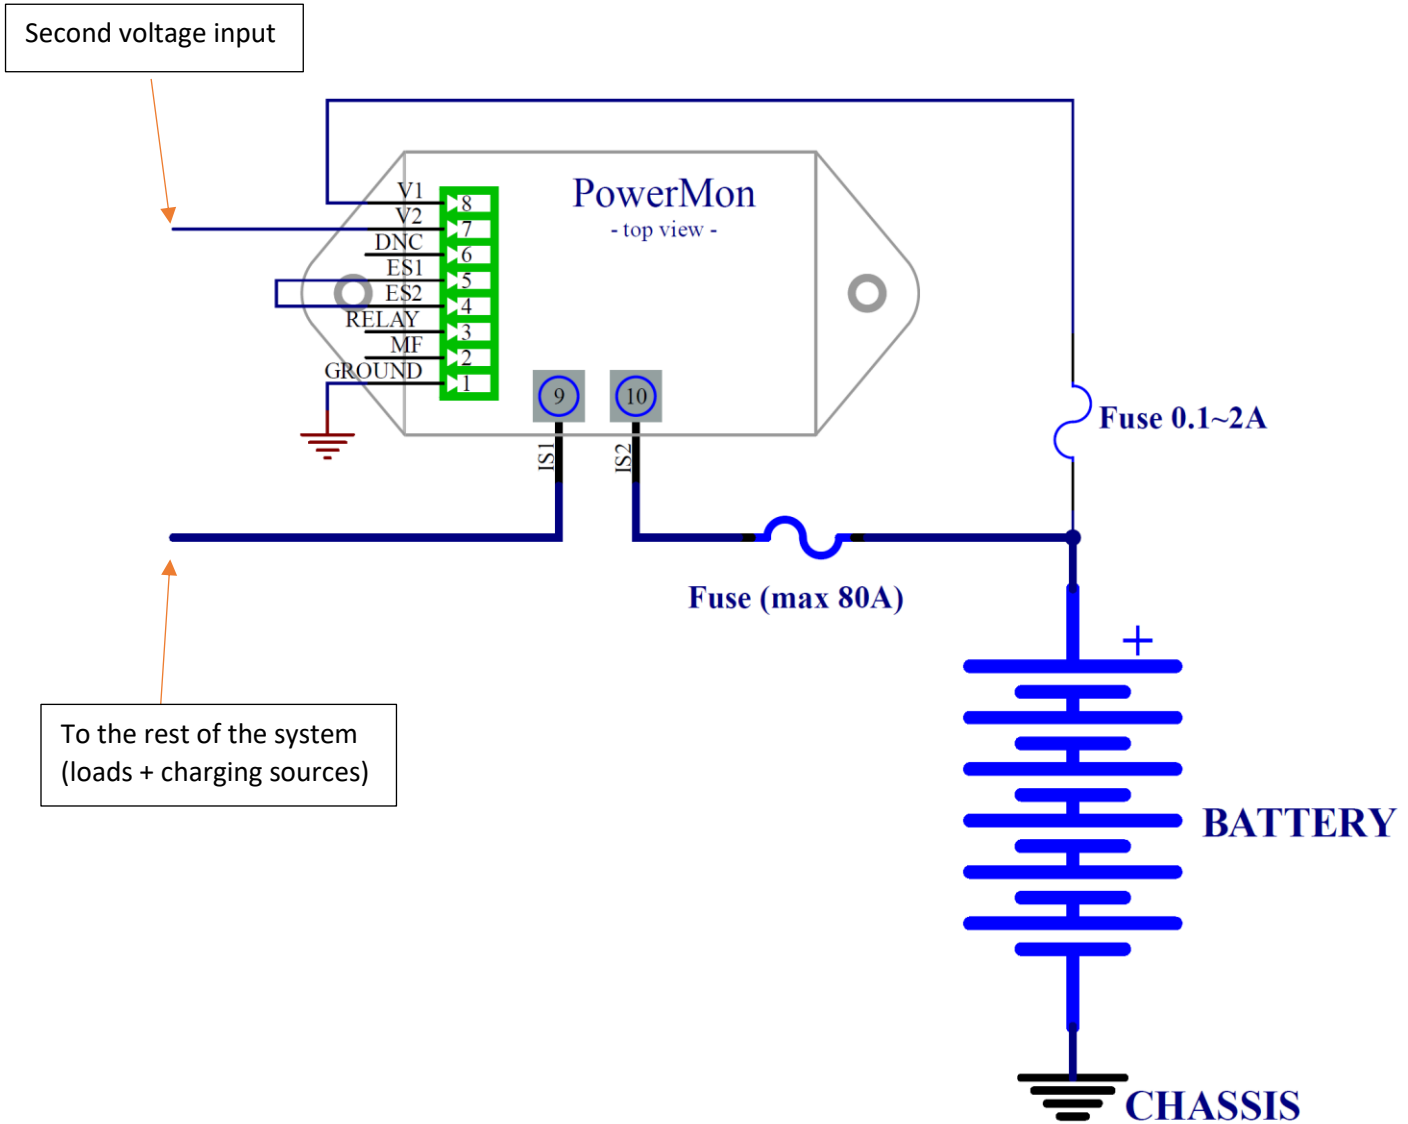 Second voltage input
PowerMon
- top view -
V1
8
V2
7
DNC
6
ES1
5
ES2
4
RELAY
3
MF
2
GROUND
1
9
10
IS1
IS2
Fuse 0.1~2A
Fuse (max 80A)
+
To the rest of the system
(loads + charging sources)
BATTERY
CHASSIS